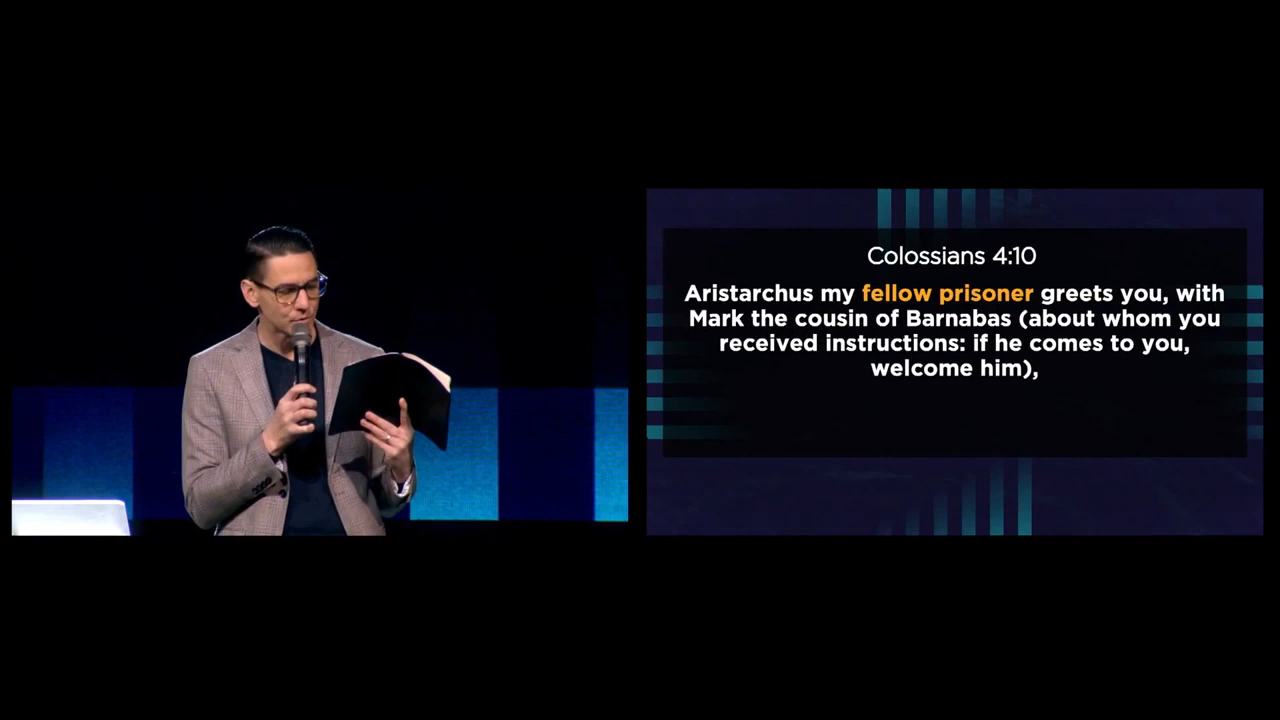 Colossians 4:10
Aristarchus my fellow prisoner greets you, with
Mark the cousin of Barnabas (about whom you
received instructions: if he comes to you,
welcome him),